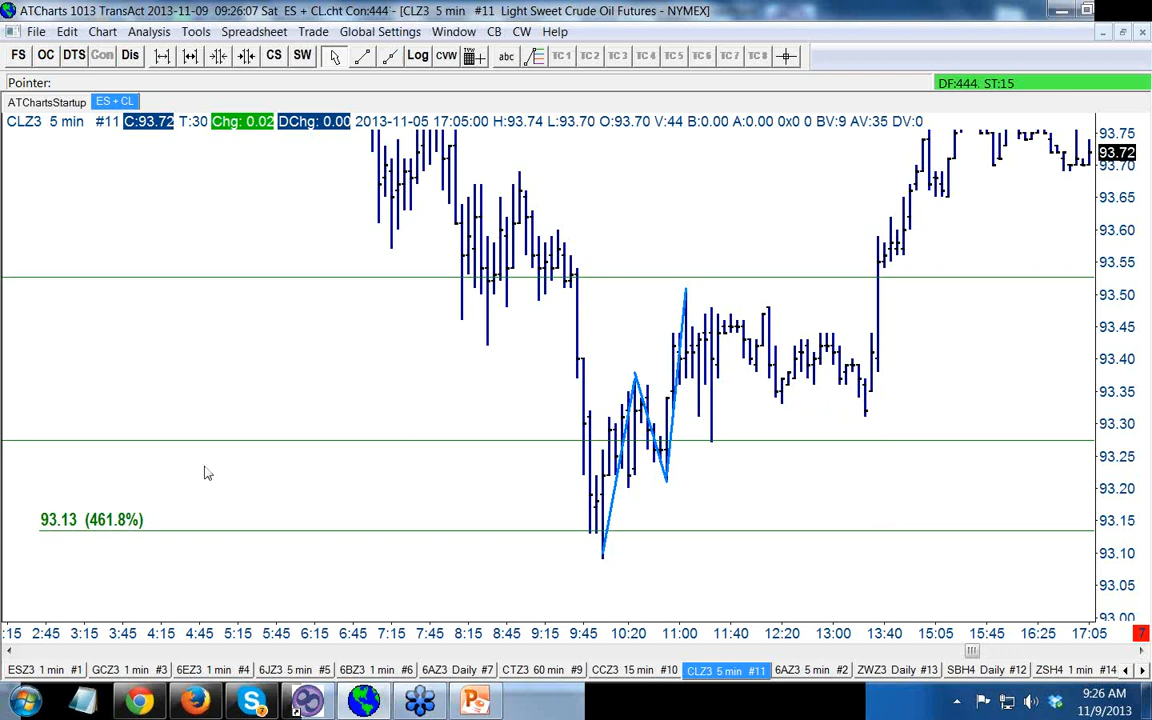 ATCharts 1013 TransAct 2013-11-09 09:26:07 Sat ES + CL.cht Con:444 - [CLZ3 5 min #11 Light Sweet Crude Oil Futures - NYMEX]
File Edit Chart Analysis Tools Spreadsheet Trade Global Settings Window CB CW Help
FS OC DTS Con Dis CS SW Log CVW abc TC1 TC2 TC3 TC4 TC5 TC6 TC7 TC8
Pointer: DF:444. ST:15
ATChartsStartup ES + CL
CLZ3 5 min #11 C:93.72 T:30 Chg: 0.02 DChg: 0.00 2013-11-05 17:05:00 H:93.74 L:93.70 O:93.70 V:44 B:0.00 A:0.00 0x0 0 BV:9 AV:35 DV:0
93.75
93.72
93.70
93.65
93.60
93.55
93.50
93.45
93.40
93.35
93.30
93.25
93.20
93.13 (461.8%)
93.15
93.10
93.05
93.00
:15 2:45 3:15 3:45 4:15 4:45 5:15 5:45 6:15 6:45 7:15 7:45 8:15 8:45 9:15 9:45 10:20 11:00 11:40 12:20 13:00 13:40 15:05 15:45 16:25 17:05 7
ESZ3 1 min #1 GCZ3 1 min #3 6EZ3 1 min #4 6JZ3 5 min #5 6BZ3 1 min #6 6AZ3 Daily #7 CTZ3 60 min #9 CCZ3 15 min #10 CLZ3 5 min #11 6AZ3 5 min #2 ZWZ3 Daily #13 SBH4 Daily #12 ZSH4 1 min #14
9:26 AM
11/9/2013